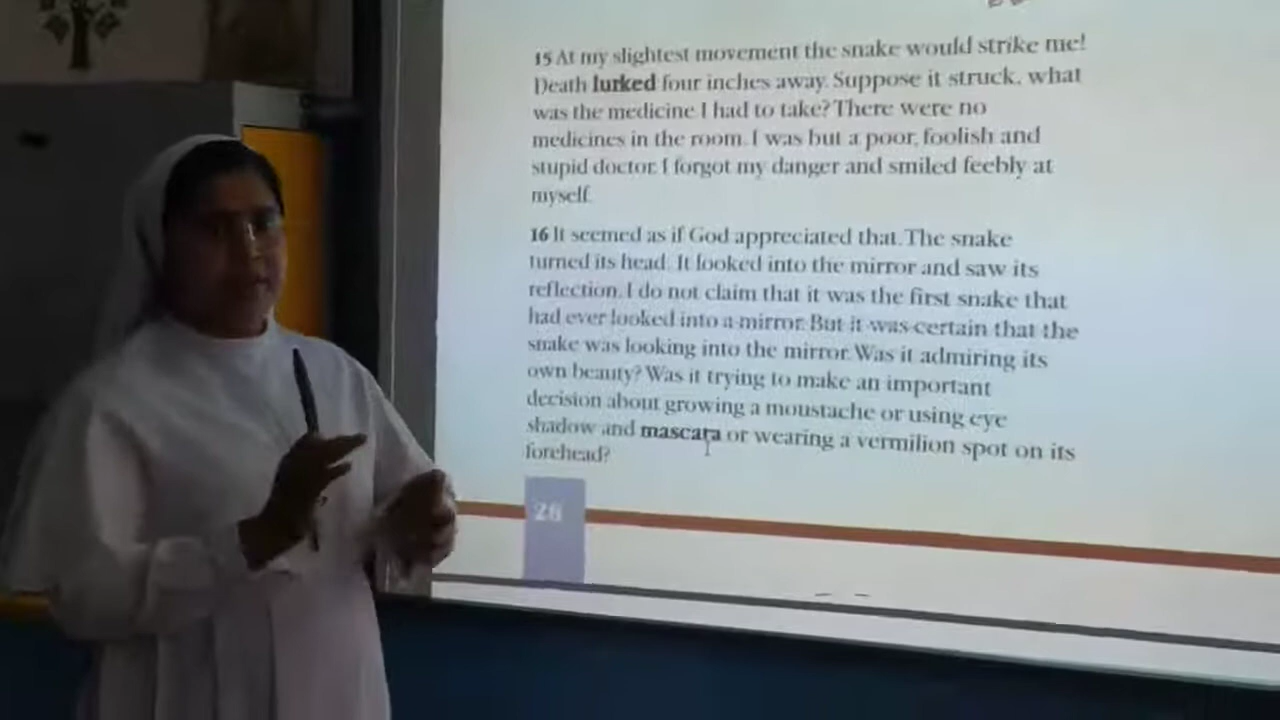 15 At my slightest movement the snake would strike me!
Death lurked four inches away. Suppose it struck, what
was the medicine I had to take? There were no
medicines in the room. I was but a poor, foolish and
stupid doctor. I forgot my danger and smiled feebly at
myself.
16 It seemed as if God appreciated that. The snake
turned its head. It looked into the mirror and saw its
reflection. I do not claim that it was the first snake that
had ever looked into a mirror. But it was certain that the
snake was looking into the mirror. Was it admiring its
own beauty? Was it trying to make an important
decision about growing a moustache or using eye
shadow and mascara or wearing a vermilion spot on its
forehead?
26